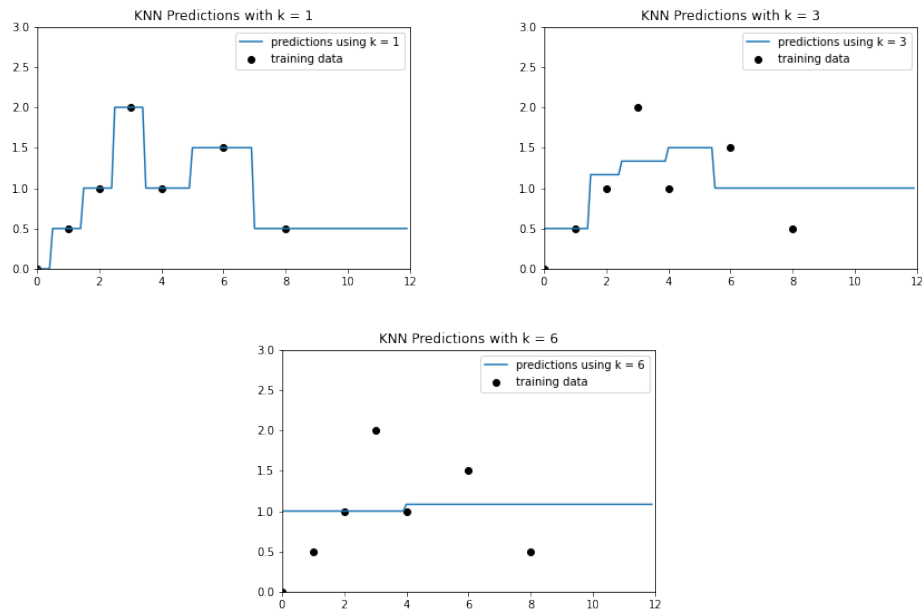 KNN Predictions with k = 1
3.0
2.5
2.0
1.5
1.0
0.5
0.0
0 2 4 6 8 10 12
predictions using k = 1
training data
KNN Predictions with k = 3
3.0
2.5
2.0
1.5
1.0
0.5
0.0
0 2 4 6 8 10 12
predictions using k = 3
training data
KNN Predictions with k = 6
3.0
2.5
2.0
1.5
1.0
0.5
0.0
0 2 4 6 8 10 12
predictions using k = 6
training data